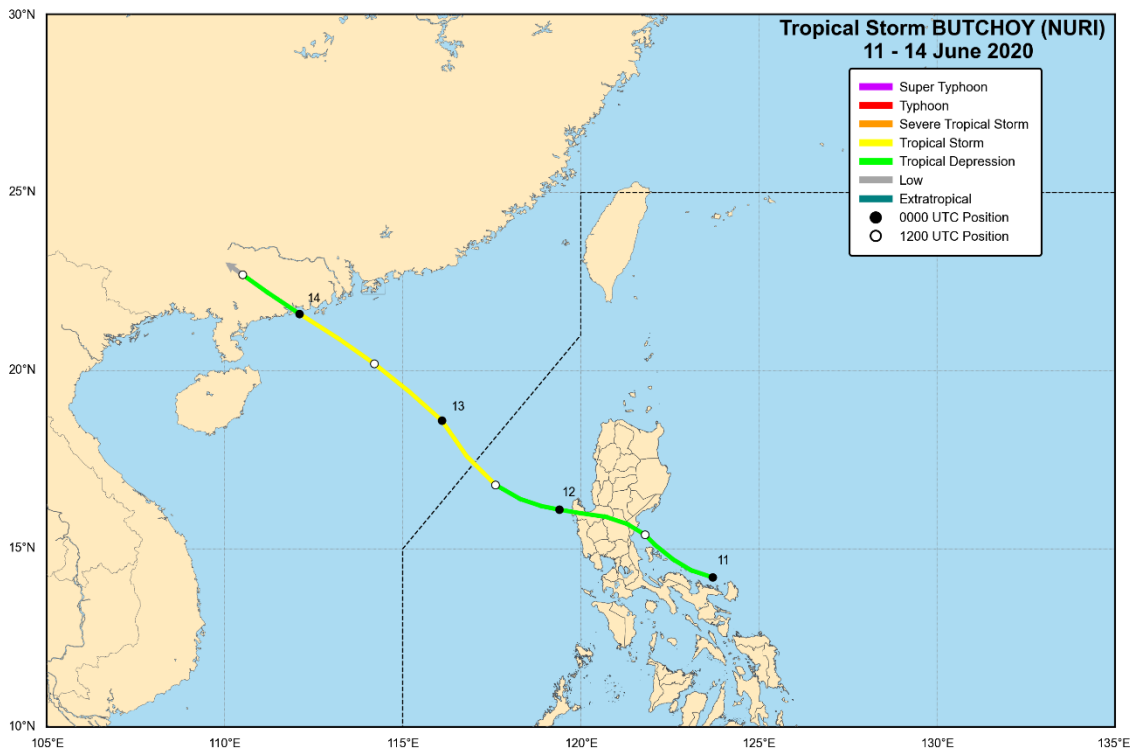 Tropical Storm BUTCHOY (NURI)
11 - 14 June 2020
Super Typhoon
Typhoon
Severe Tropical Storm
Tropical Storm
Tropical Depression
Low
Extratropical
0000 UTC Position
1200 UTC Position
30°N
25°N
20°N
15°N
10°N
14
13
12
11
105°E 110°E 115°E 120°E 125°E 130°E 135°E